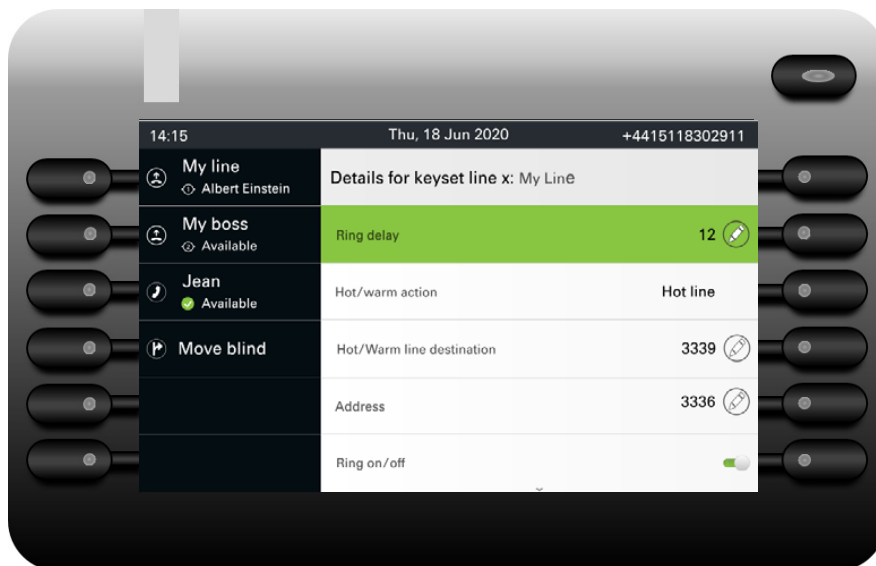 14:15 Thu, 18 Jun 2020 +4415118302911
My line
1 Albert Einstein
Details for keyset line x: My Line
My boss
2 Available
Ring delay 12
Jean
Available
Hot/warm action Hot line
Move blind
Hot/Warm line destination 3339
Address 3336
Ring on/off